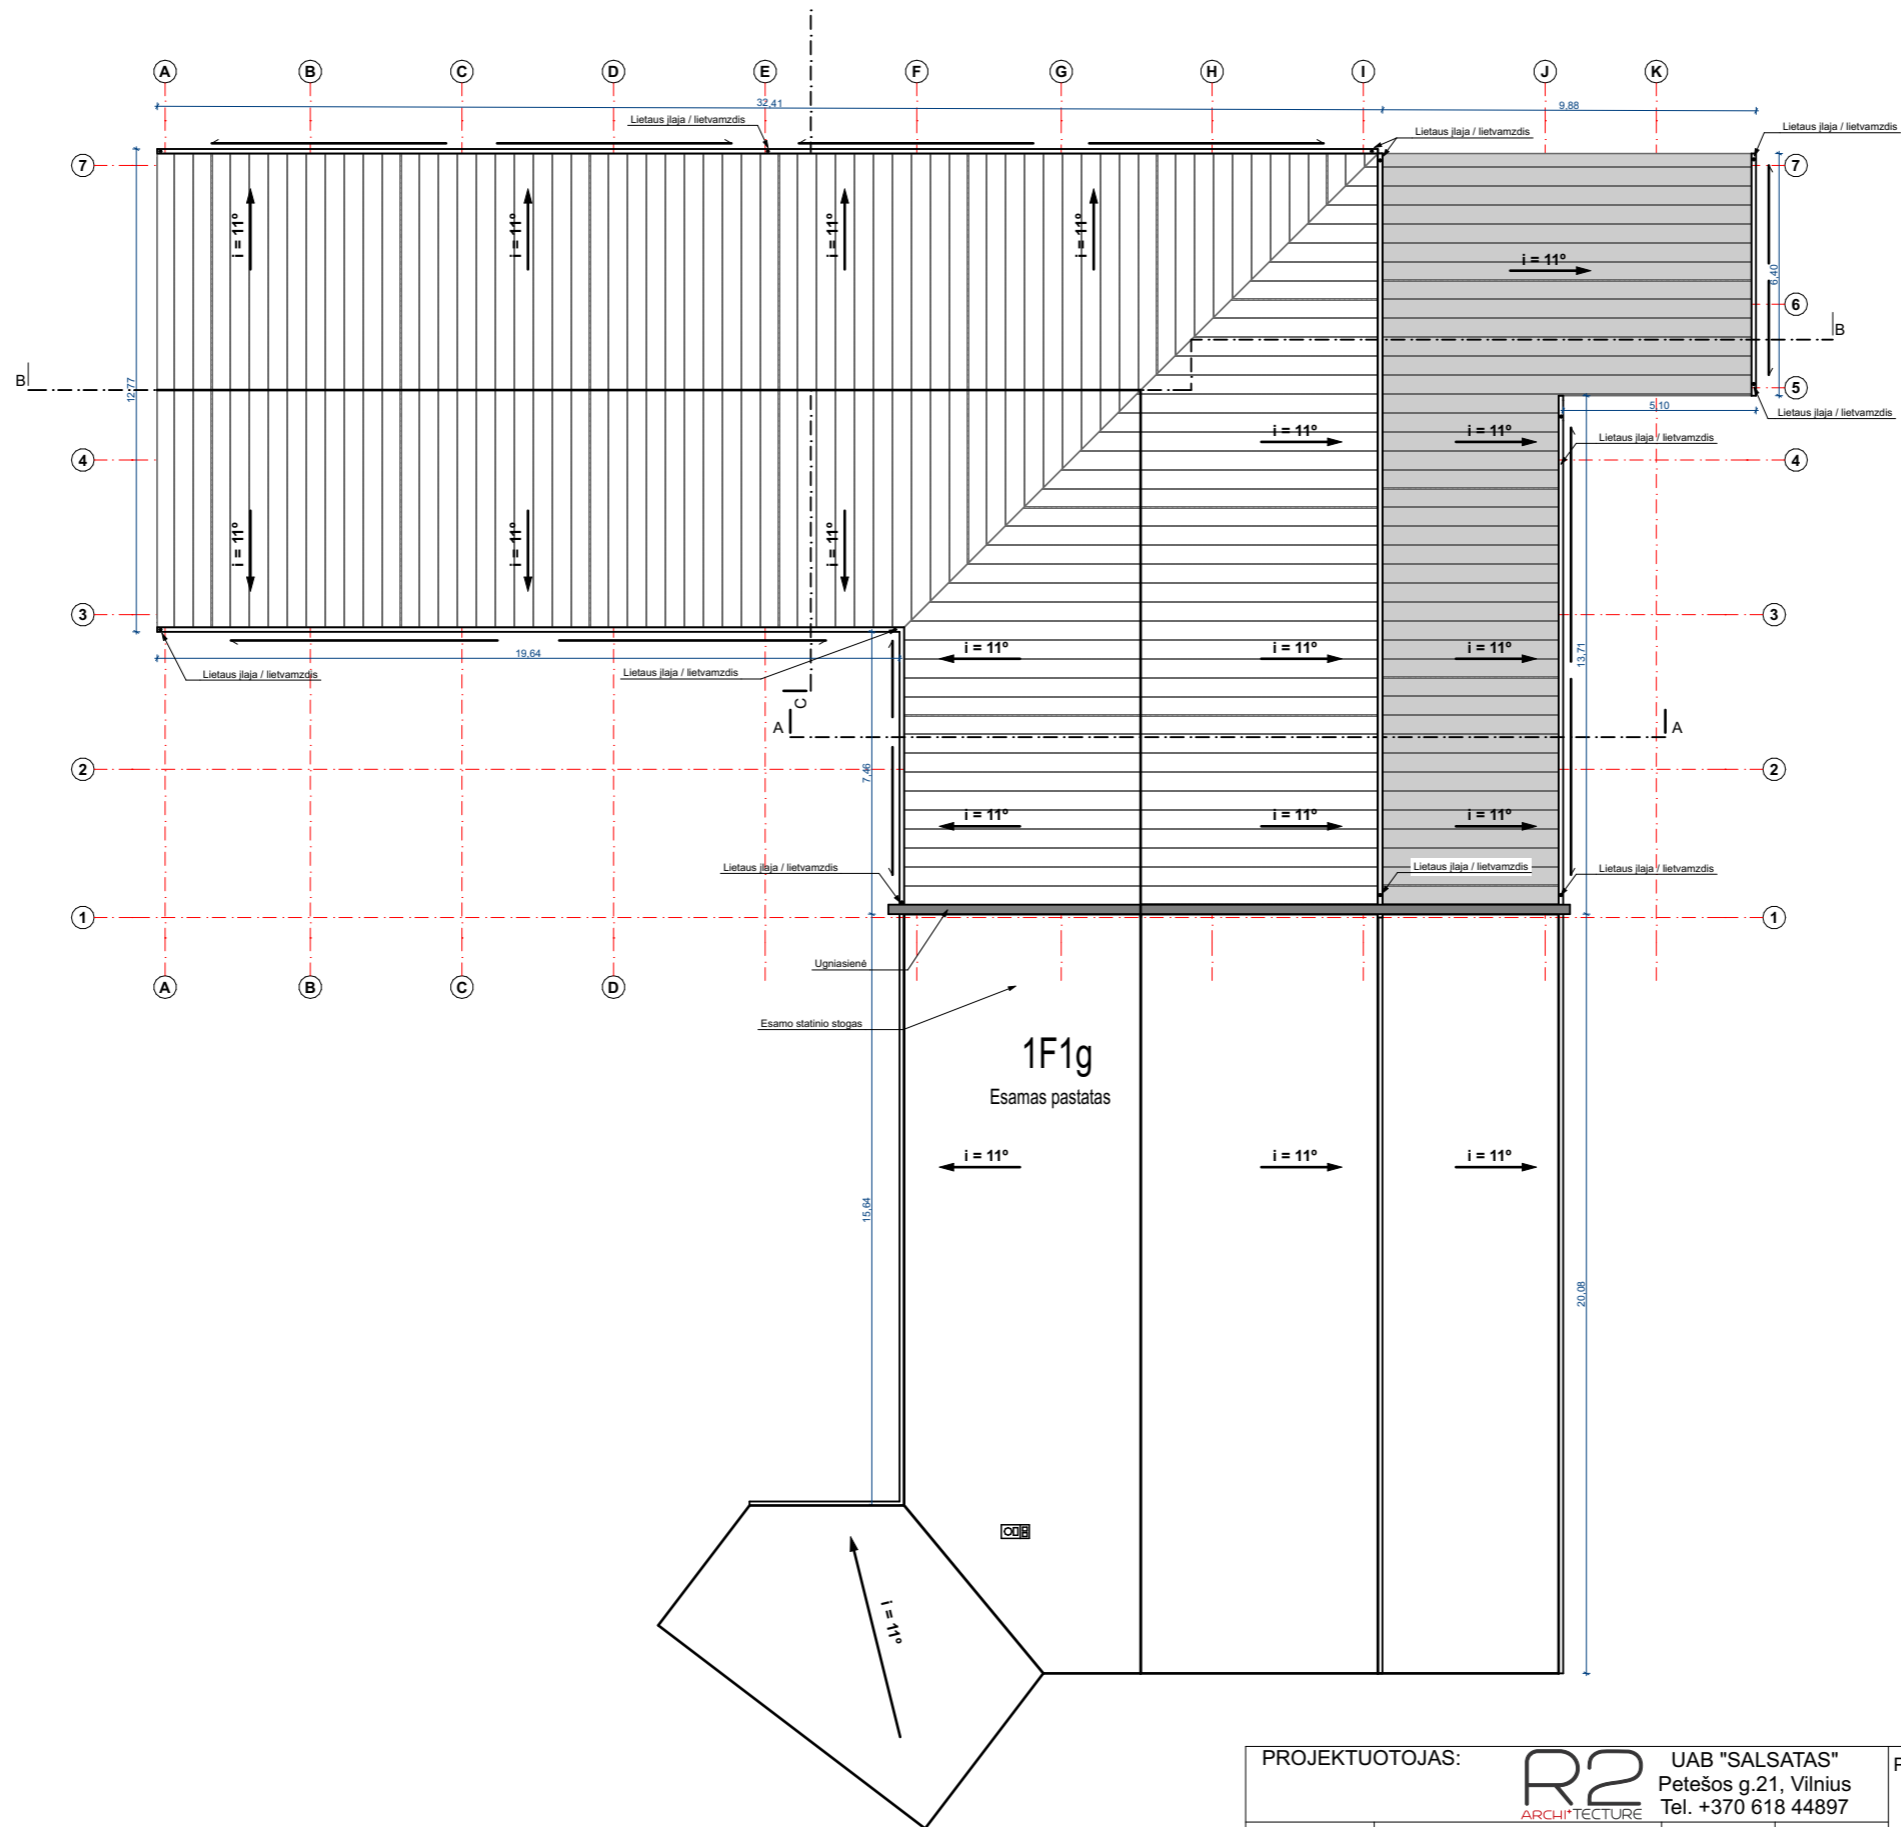 A B C D E F G H I J K
32,41 9,88
Lietaus įlaja / lietvamzdis
Lietaus įlaja / lietvamzdis
Lietaus įlaja / lietvamzdis
7 7
i = 11° i = 11° i = 11° i = 11°
i = 11°
6,40
6
B
B
12,77
5
5,10
Lietaus įlaja / lietvamzdis
i = 11° i = 11°
Lietaus įlaja / lietvamzdis
4 4
i = 11° i = 11° i = 11°
3 3
i = 11° i = 11° i = 11°
19,64
13,71
Lietaus įlaja / lietvamzdis
Lietaus įlaja / lietvamzdis
C
A A
2 2
7,46
i = 11° i = 11° i = 11°
Lietaus įlaja / lietvamzdis
Lietaus įlaja / lietvamzdis
Lietaus įlaja / lietvamzdis
1 1
Ugniasienė
A B C D
Esamo statinio stogas
1F1g
Esamas pastatas
i = 11° i = 11° i = 11°
15,64
20,08
i = 11°
PROJEKTUOTOJAS:
R2
ARCHI+TECTURE
UAB "SALSATAS"
Petešos g.21, Vilnius
Tel. +370 618 44897